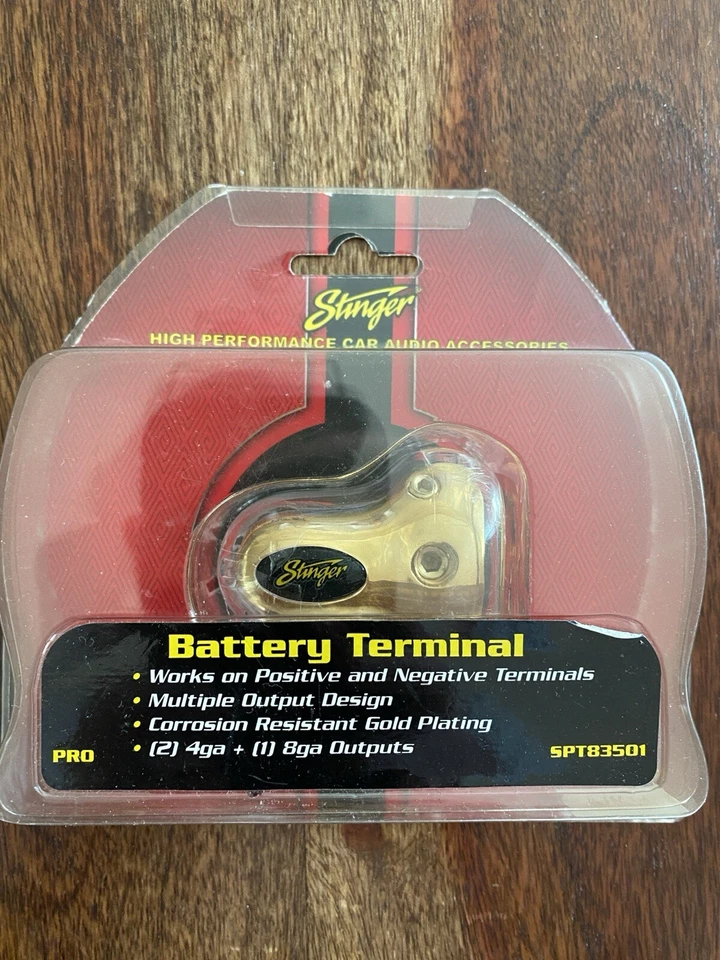 Stinger
HIGH PERFORMANCE CAR AUDIO ACCESSORIES
Stinger
Battery Terminal
• Works on Positive and Negative Terminals
• Multiple Output Design
• Corrosion Resistant Gold Plating
• (2) 4ga + (1) 8ga Outputs
PRO
SPT83501